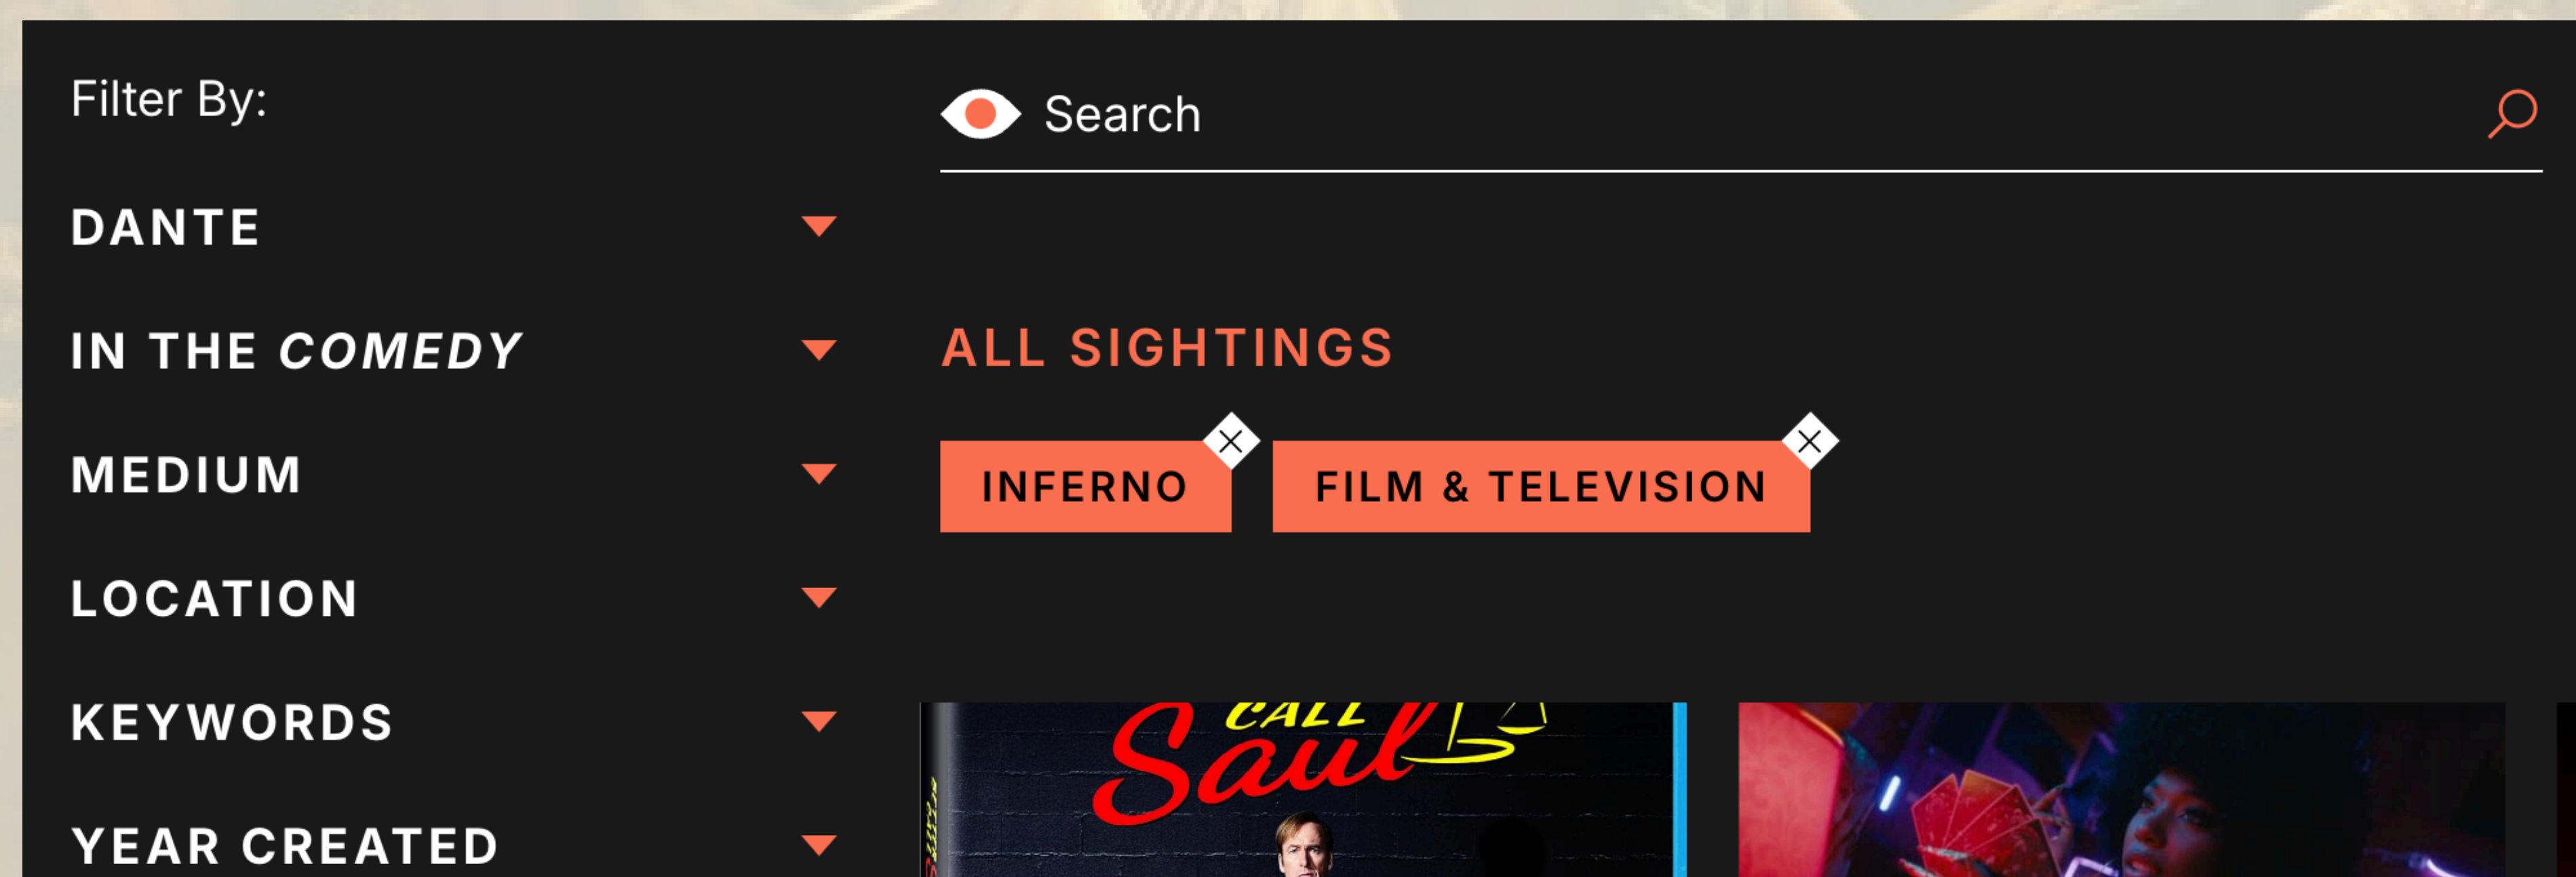 Filter By:
DANTE
IN THE COMEDY
MEDIUM
LOCATION
KEYWORDS
YEAR CREATED
Search
ALL SIGHTINGS
INFERNO
FILM & TELEVISION
CALL
Saul